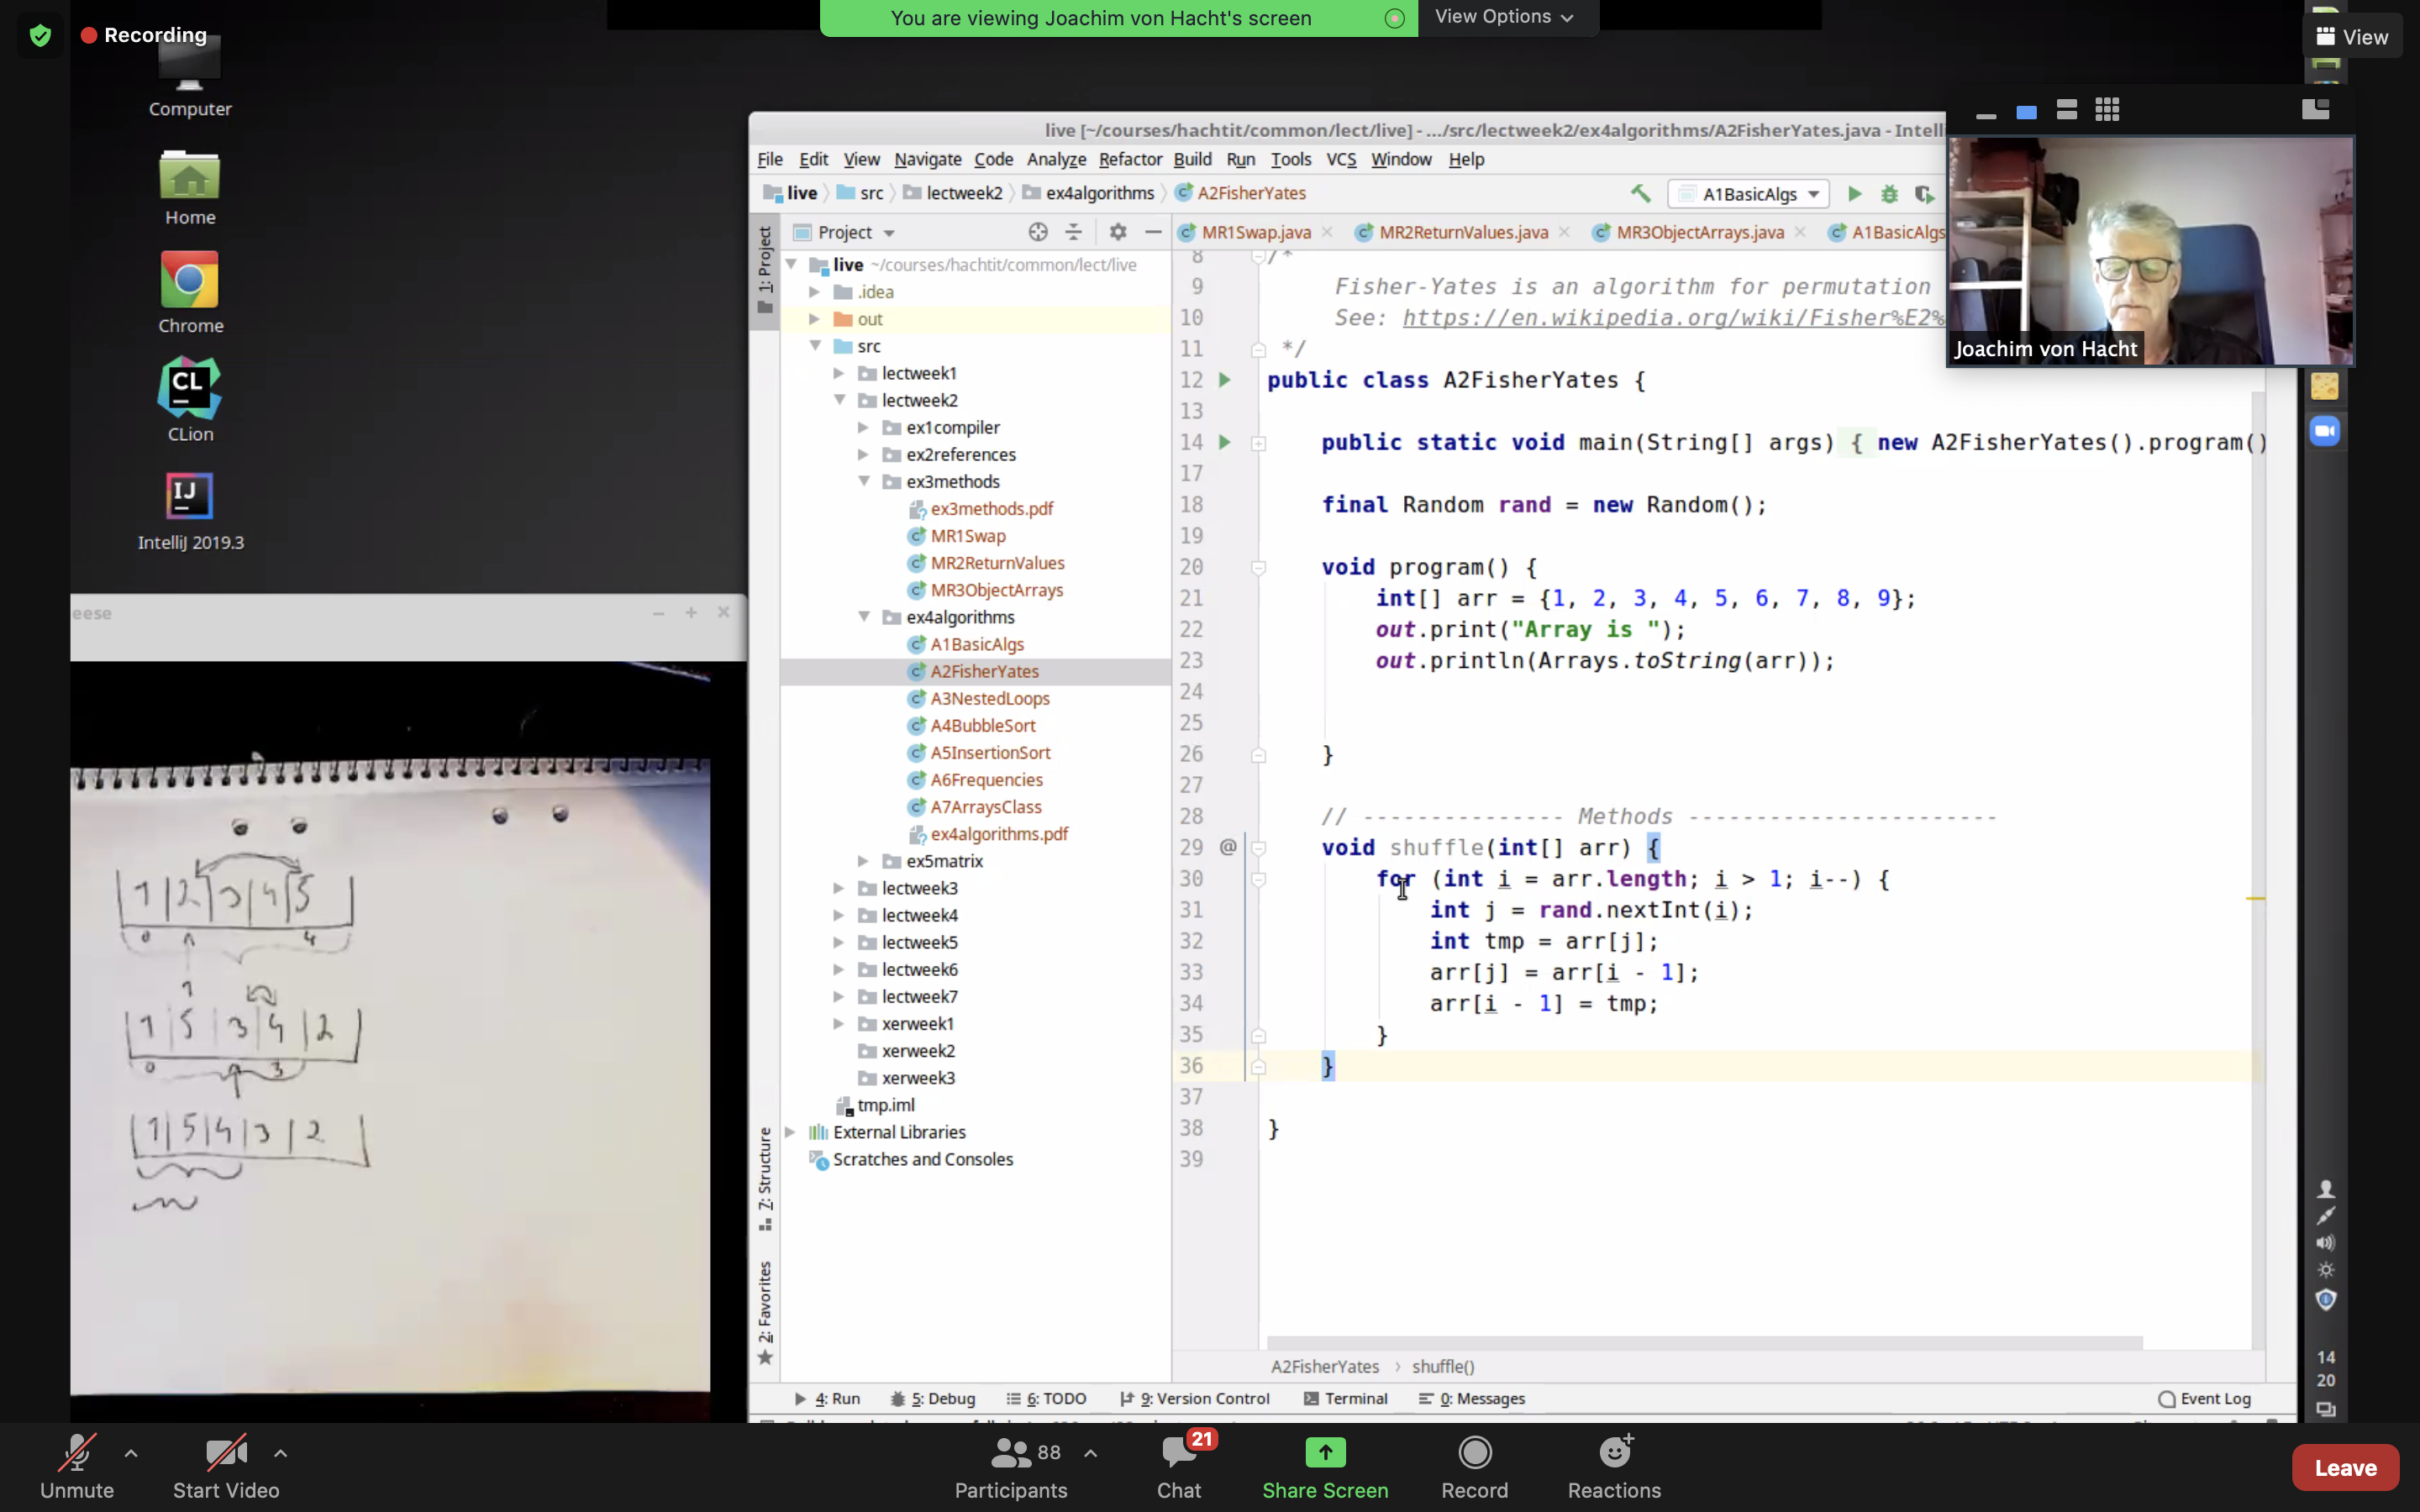 You are viewing Joachim von Hacht's screen
View Options
Recording
View
Computer
Home
Chrome
CL
CLion
IJ
IntelliJ 2019.3
eese
live [~/courses/hachtit/common/lect/live] - .../src/lectweek2/ex4algorithms/A2FisherYates.java - Intelli
File Edit View Navigate Code Analyze Refactor Build Run Tools VCS Window Help
live src lectweek2 ex4algorithms A2FisherYates
A1BasicAlgs
Project
MR1Swap.java MR2ReturnValues.java MR3ObjectArrays.java A1BasicAlgs
1: Project
7: Structure
2: Favorites
live ~/courses/hachtit/common/lect/live
.idea
out
src
lectweek1
lectweek2
ex1compiler
ex2references
ex3methods
ex3methods.pdf
MR1Swap
MR2ReturnValues
MR3ObjectArrays
ex4algorithms
A1BasicAlgs
A2FisherYates
A3NestedLoops
A4BubbleSort
A5InsertionSort
A6Frequencies
A7ArraysClass
ex4algorithms.pdf
ex5matrix
lectweek3
lectweek4
lectweek5
lectweek6
lectweek7
xerweek1
xerweek2
xerweek3
tmp.iml
External Libraries
Scratches and Consoles
8 /*
9 Fisher-Yates is an algorithm for permutation
10 See: https://en.wikipedia.org/wiki/Fisher%E2%
11 */
12 public class A2FisherYates {
13
14 public static void main(String[] args) { new A2FisherYates().program()
17
18 final Random rand = new Random();
19
20 void program() {
21 int[] arr = {1, 2, 3, 4, 5, 6, 7, 8, 9};
22 out.print("Array is ");
23 out.println(Arrays.toString(arr));
24
25
26 }
27
28 // --------------- Methods -----------------------
29 @ void shuffle(int[] arr) {
30 for (int i = arr.length; i > 1; i--) {
31 int j = rand.nextInt(i);
32 int tmp = arr[j];
33 arr[j] = arr[i - 1];
34 arr[i - 1] = tmp;
35 }
36 }
37
38 }
39
A2FisherYates › shuffle()
4: Run 5: Debug 6: TODO 9: Version Control Terminal 0: Messages Event Log
Joachim von Hacht
1 2 3 4 5
0 4
1
1 5 3 4 2
0 3
1 5 4 3 2
14
20
Unmute
Start Video
88
Participants
21
Chat
Share Screen
Record
Reactions
Leave